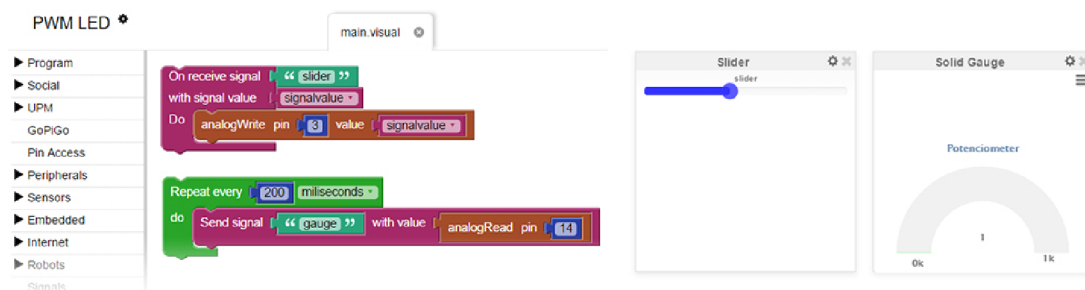 PWM LED
main.visual
Program
Social
UPM
GoPiGo
Pin Access
Peripherals
Sensors
Embedded
Internet
Robots
Signals
On receive signal “ slider ”
with signal value signalvalue
Do analogWrite pin 3 value signalvalue
Repeat every 200 miliseconds
do Send signal “ gauge ” with value analogRead pin 14
Slider
slider
Solid Gauge
Potenciometer
1
0k 1k